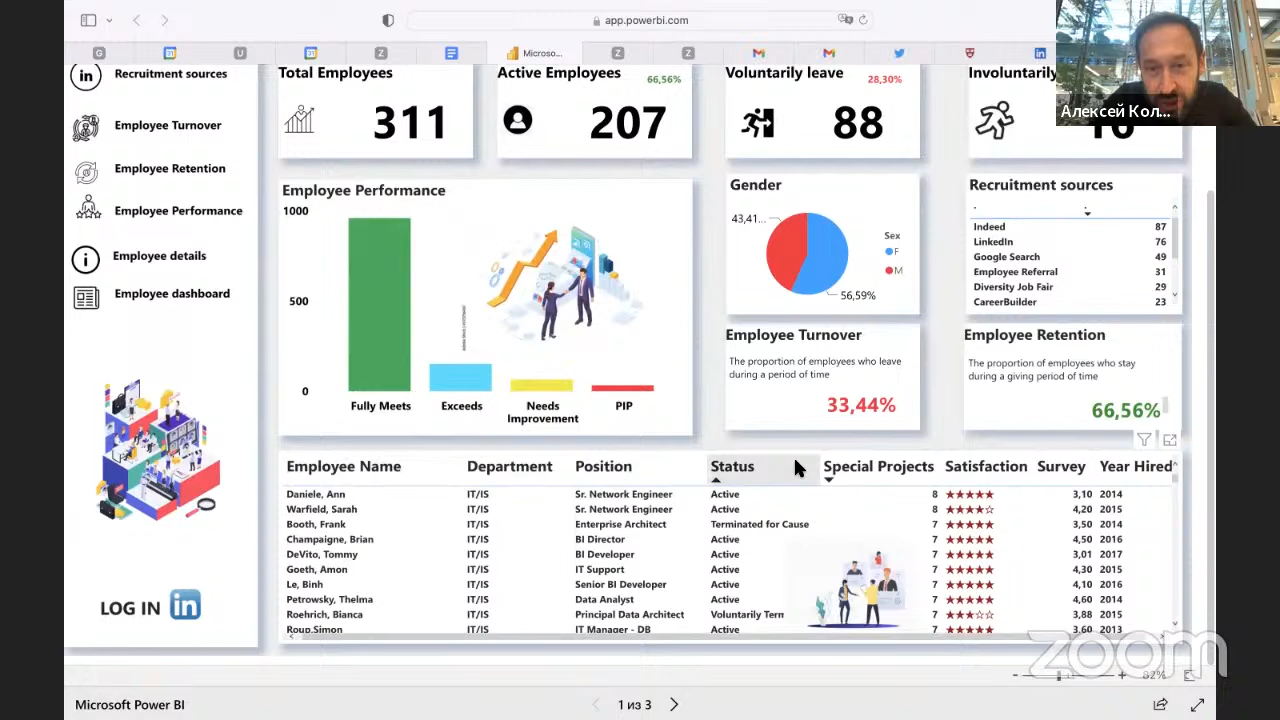 app.powerbi.com
Microso...
Алексей Кол...
Recruitment sources
Employee Turnover
Employee Retention
Employee Performance
Employee details
Employee dashboard
LOG IN in
Total Employees
311
Active Employees
66,56%
207
Voluntarily leave
28,30%
88
Involuntarily
16
Employee Performance
1000
500
0
Fully Meets
Exceeds
Needs Improvement
PIP
Gender
43,41...
56,59%
Sex
F
M
Recruitment sources
Indeed 87
LinkedIn 76
Google Search 49
Employee Referral 31
Diversity Job Fair 29
CareerBuilder 23
Employee Turnover
The proportion of employees who leave
during a period of time
33,44%
Employee Retention
The proportion of employees who stay
during a giving period of time
66,56%
Employee Name Department Position Status Special Projects Satisfaction Survey Year Hired
Daniele, Ann IT/IS Sr. Network Engineer Active 8 ★★★★★ 3,10 2014
Warfield, Sarah IT/IS Sr. Network Engineer Active 8 ★★★★☆ 4,20 2015
Booth, Frank IT/IS Enterprise Architect Terminated for Cause 7 ★★★★★ 3,50 2014
Champaigne, Brian IT/IS BI Director Active 7 ★★★★★ 4,50 2016
DeVito, Tommy IT/IS BI Developer Active 7 ★★★★★ 3,01 2017
Goeth, Amon IT/IS IT Support Active 7 ★★★★★ 4,30 2015
Le, Binh IT/IS Senior BI Developer Active 7 ★★★★★ 4,10 2016
Petrowsky, Thelma IT/IS Data Analyst Active 7 ★★★★★ 4,60 2014
Roehrich, Bianca IT/IS Principal Data Architect Voluntarily Term 7 ★★★☆☆ 3,88 2015
Roup,Simon IT/IS IT Manager - DB Active 7 ★★★★★ 3,60 2013
zoom
82%
Microsoft Power BI
1 из 3